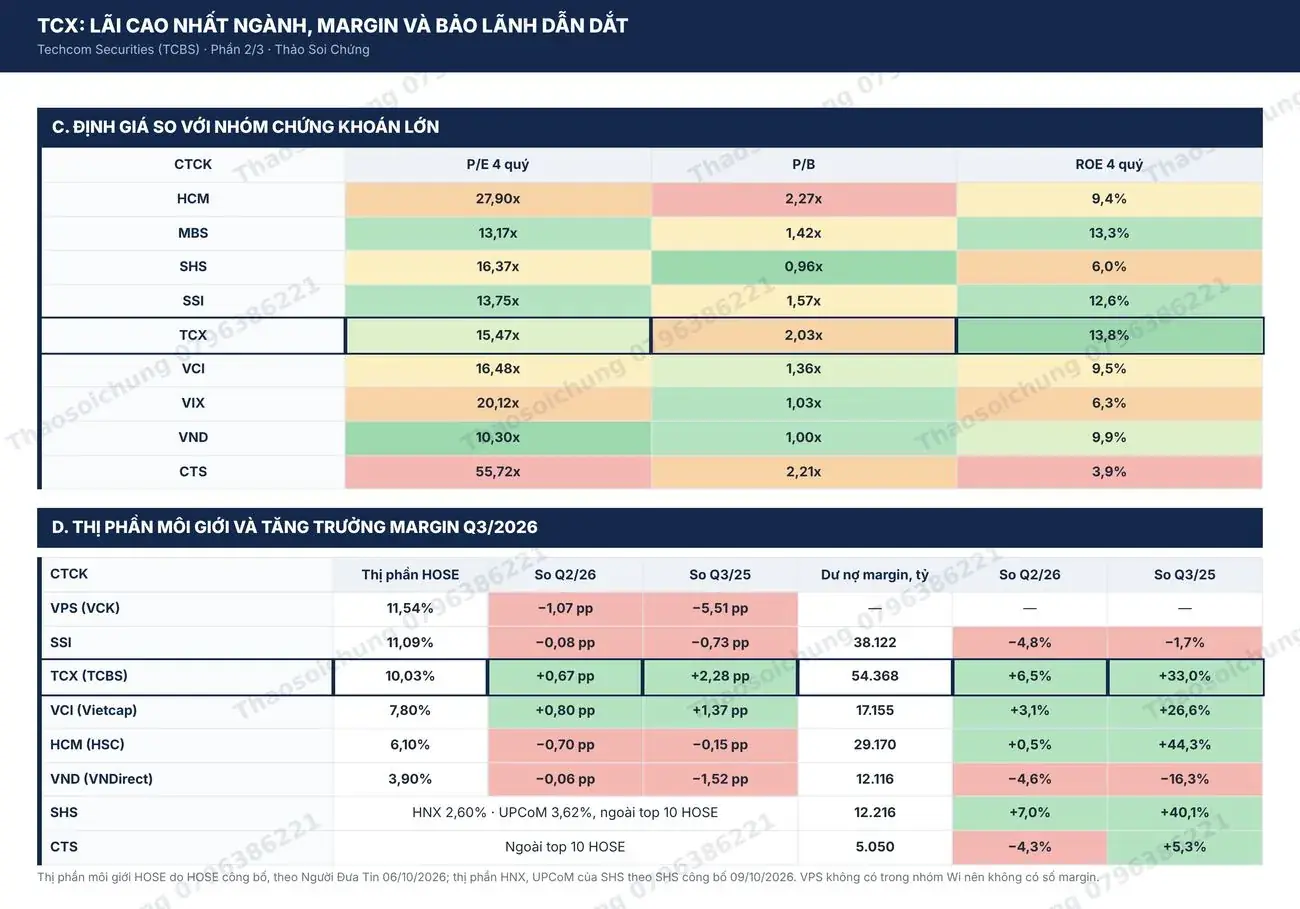 TCX: LÃI CAO NHẤT NGÀNH, MARGIN VÀ BẢO LÃNH DẪN DẮT
Techcom Securities (TCBS) · Phần 2/3 · Thảo Soi Chứng
C. ĐỊNH GIÁ SO VỚI NHÓM CHỨNG KHOÁN LỚN
CTCK P/E 4 quý P/B ROE 4 quý
HCM 27,90x 2,27x 9,4%
MBS 13,17x 1,42x 13,3%
SHS 16,37x 0,96x 6,0%
SSI 13,75x 1,57x 12,6%
TCX 15,47x 2,03x 13,8%
VCI 16,48x 1,36x 9,5%
VIX 20,12x 1,03x 6,3%
VND 10,30x 1,00x 9,9%
CTS 55,72x 2,21x 3,9%
D. THỊ PHẦN MÔI GIỚI VÀ TĂNG TRƯỞNG MARGIN Q3/2026
CTCK Thị phần HOSE So Q2/26 So Q3/25 Dư nợ margin, tỷ So Q2/26 So Q3/25
VPS (VCK) 11,54% −1,07 pp −5,51 pp — — —
SSI 11,09% −0,08 pp −0,73 pp 38.122 −4,8% −1,7%
TCX (TCBS) 10,03% +0,67 pp +2,28 pp 54.368 +6,5% +33,0%
VCI (Vietcap) 7,80% +0,80 pp +1,37 pp 17.155 +3,1% +26,6%
HCM (HSC) 6,10% −0,70 pp −0,15 pp 29.170 +0,5% +44,3%
VND (VNDirect) 3,90% −0,06 pp −1,52 pp 12.116 −4,6% −16,3%
SHS HNX 2,60% · UPCoM 3,62%, ngoài top 10 HOSE 12.216 +7,0% +40,1%
CTS Ngoài top 10 HOSE 5.050 −4,3% +5,3%
Thị phần môi giới HOSE do HOSE công bố, theo Người Đưa Tin 06/10/2026; thị phần HNX, UPCoM của SHS theo SHS công bố 09/10/2026. VPS không có trong nhóm Wi nên không có số margin.
Thaosoichung 0796386221